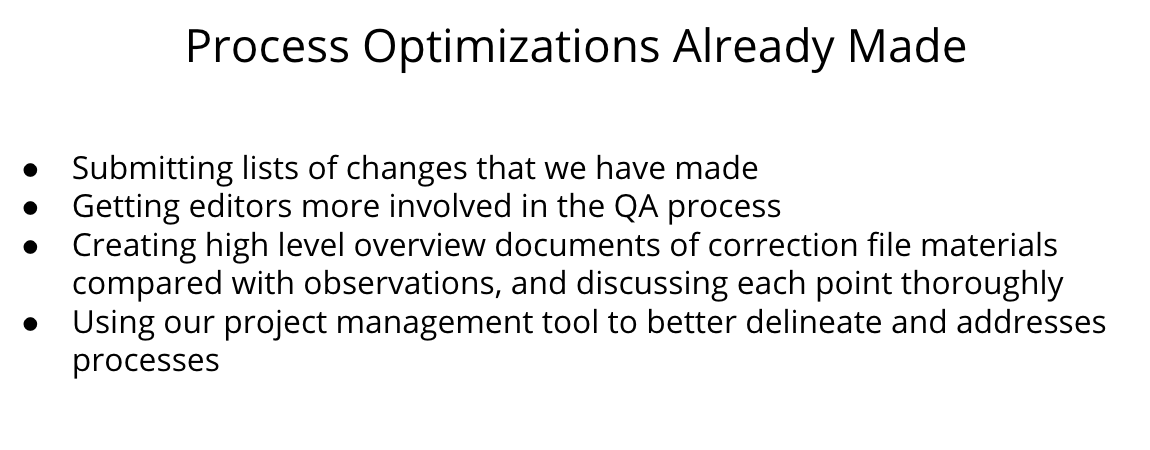 Process Optimizations Already Made
● Submitting lists of changes that we have made
● Getting editors more involved in the QA process
● Creating high level overview documents of correction file materials
compared with observations, and discussing each point thoroughly
● Using our project management tool to better delineate and addresses
processes